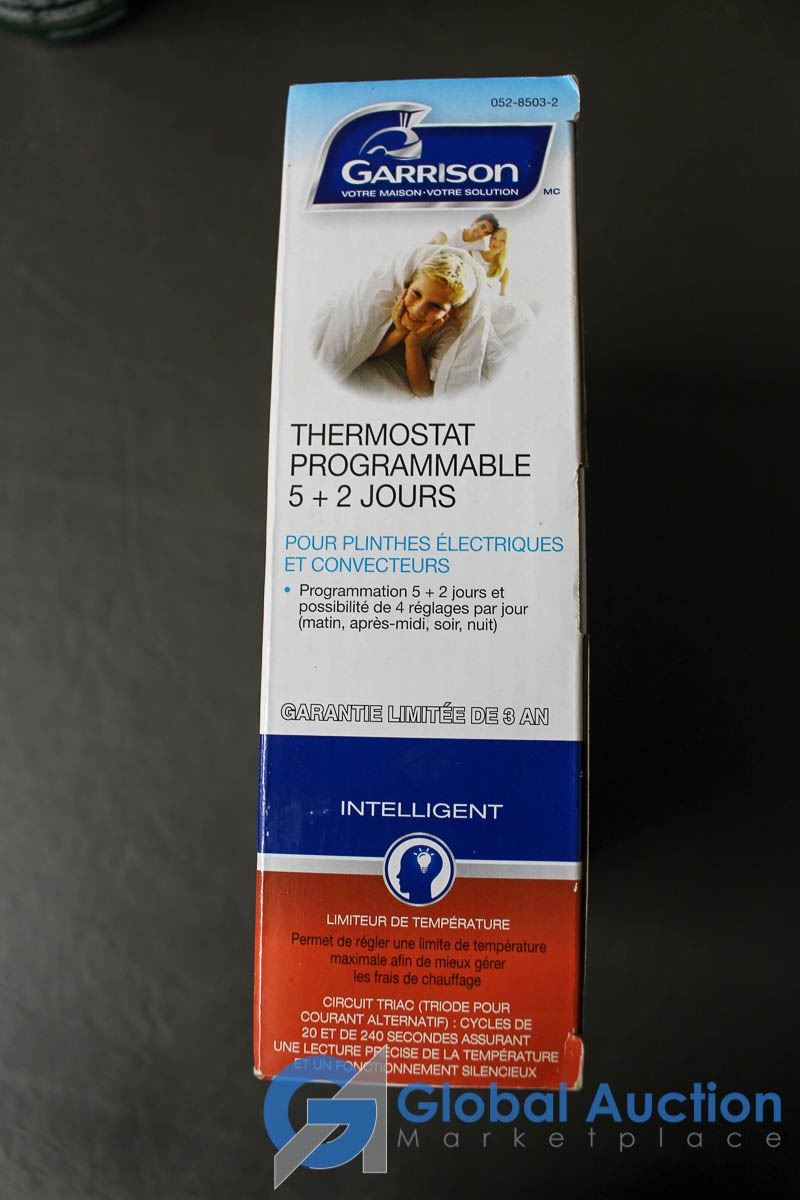 052-8503-2
GARRISON
VOTRE MAISON·VOTRE SOLUTION MC
THERMOSTAT
PROGRAMMABLE
5 + 2 JOURS
POUR PLINTHES ÉLECTRIQUES
ET CONVECTEURS
• Programmation 5 + 2 jours et
possibilité de 4 réglages par jour
(matin, après-midi, soir, nuit)
GARANTIE LIMITÉE DE 3 AN
INTELLIGENT
LIMITEUR DE TEMPÉRATURE
Permet de régler une limite de température
maximale afin de mieux gérer
les frais de chauffage
CIRCUIT TRIAC (TRIODE POUR
COURANT ALTERNATIF) : CYCLES DE
20 ET DE 240 SECONDES ASSURANT
UNE LECTURE PRÉCISE DE LA TEMPÉRATURE
ET UN FONCTIONNEMENT SILENCIEUX
Global Auction
Marketplace